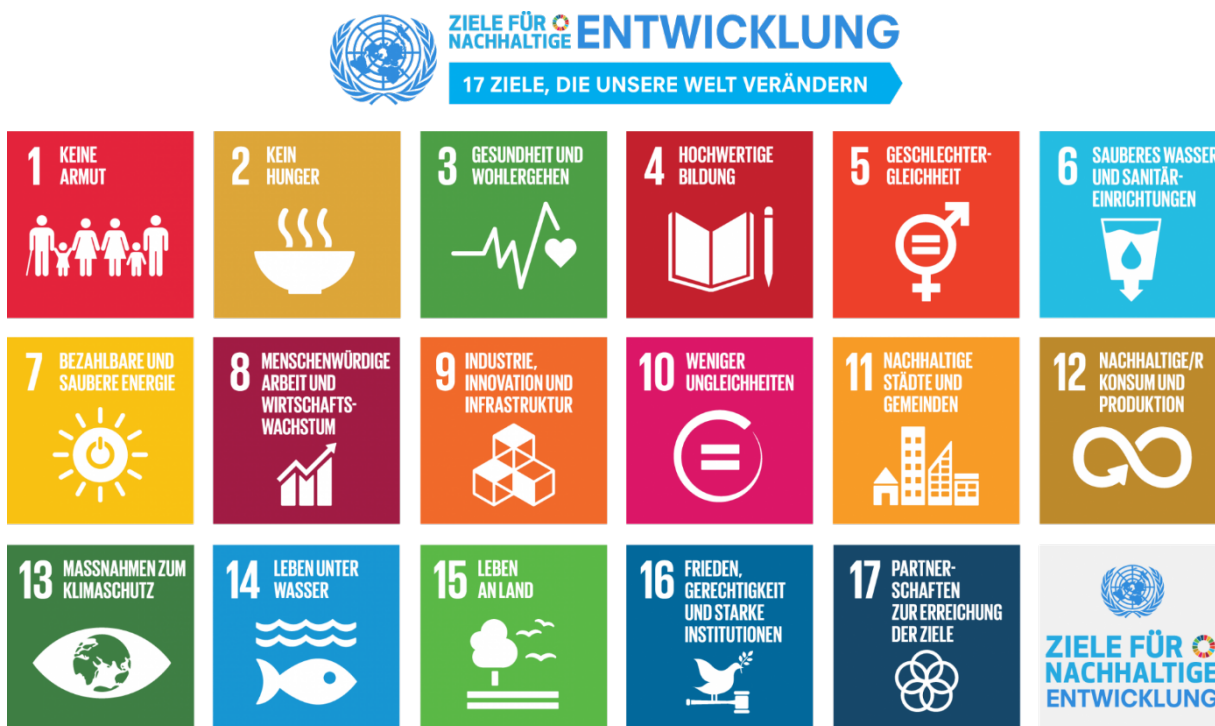 ZIELE FÜR
NACHHALTIGE ENTWICKLUNG
17 ZIELE, DIE UNSERE WELT VERÄNDERN
1 KEINE
ARMUT
2 KEIN
HUNGER
3 GESUNDHEIT UND
WOHLERGEHEN
4 HOCHWERTIGE
BILDUNG
5 GESCHLECHTER-
GLEICHHEIT
6 SAUBERES WASSER
UND SANITÄR-
EINRICHTUNGEN
7 BEZAHLBARE UND
SAUBERE ENERGIE
8 MENSCHENWÜRDIGE
ARBEIT UND
WIRTSCHAFTS-
WACHSTUM
9 INDUSTRIE,
INNOVATION UND
INFRASTRUKTUR
10 WENIGER
UNGLEICHHEITEN
11 NACHHALTIGE
STÄDTE UND
GEMEINDEN
12 NACHHALTIGE/R
KONSUM UND
PRODUKTION
13 MASSNAHMEN ZUM
KLIMASCHUTZ
14 LEBEN UNTER
WASSER
15 LEBEN
AN LAND
16 FRIEDEN,
GERECHTIGKEIT
UND STARKE
INSTITUTIONEN
17 PARTNER-
SCHAFTEN
ZUR ERREICHUNG
DER ZIELE
ZIELE FÜR
NACHHALTIGE
ENTWICKLUNG